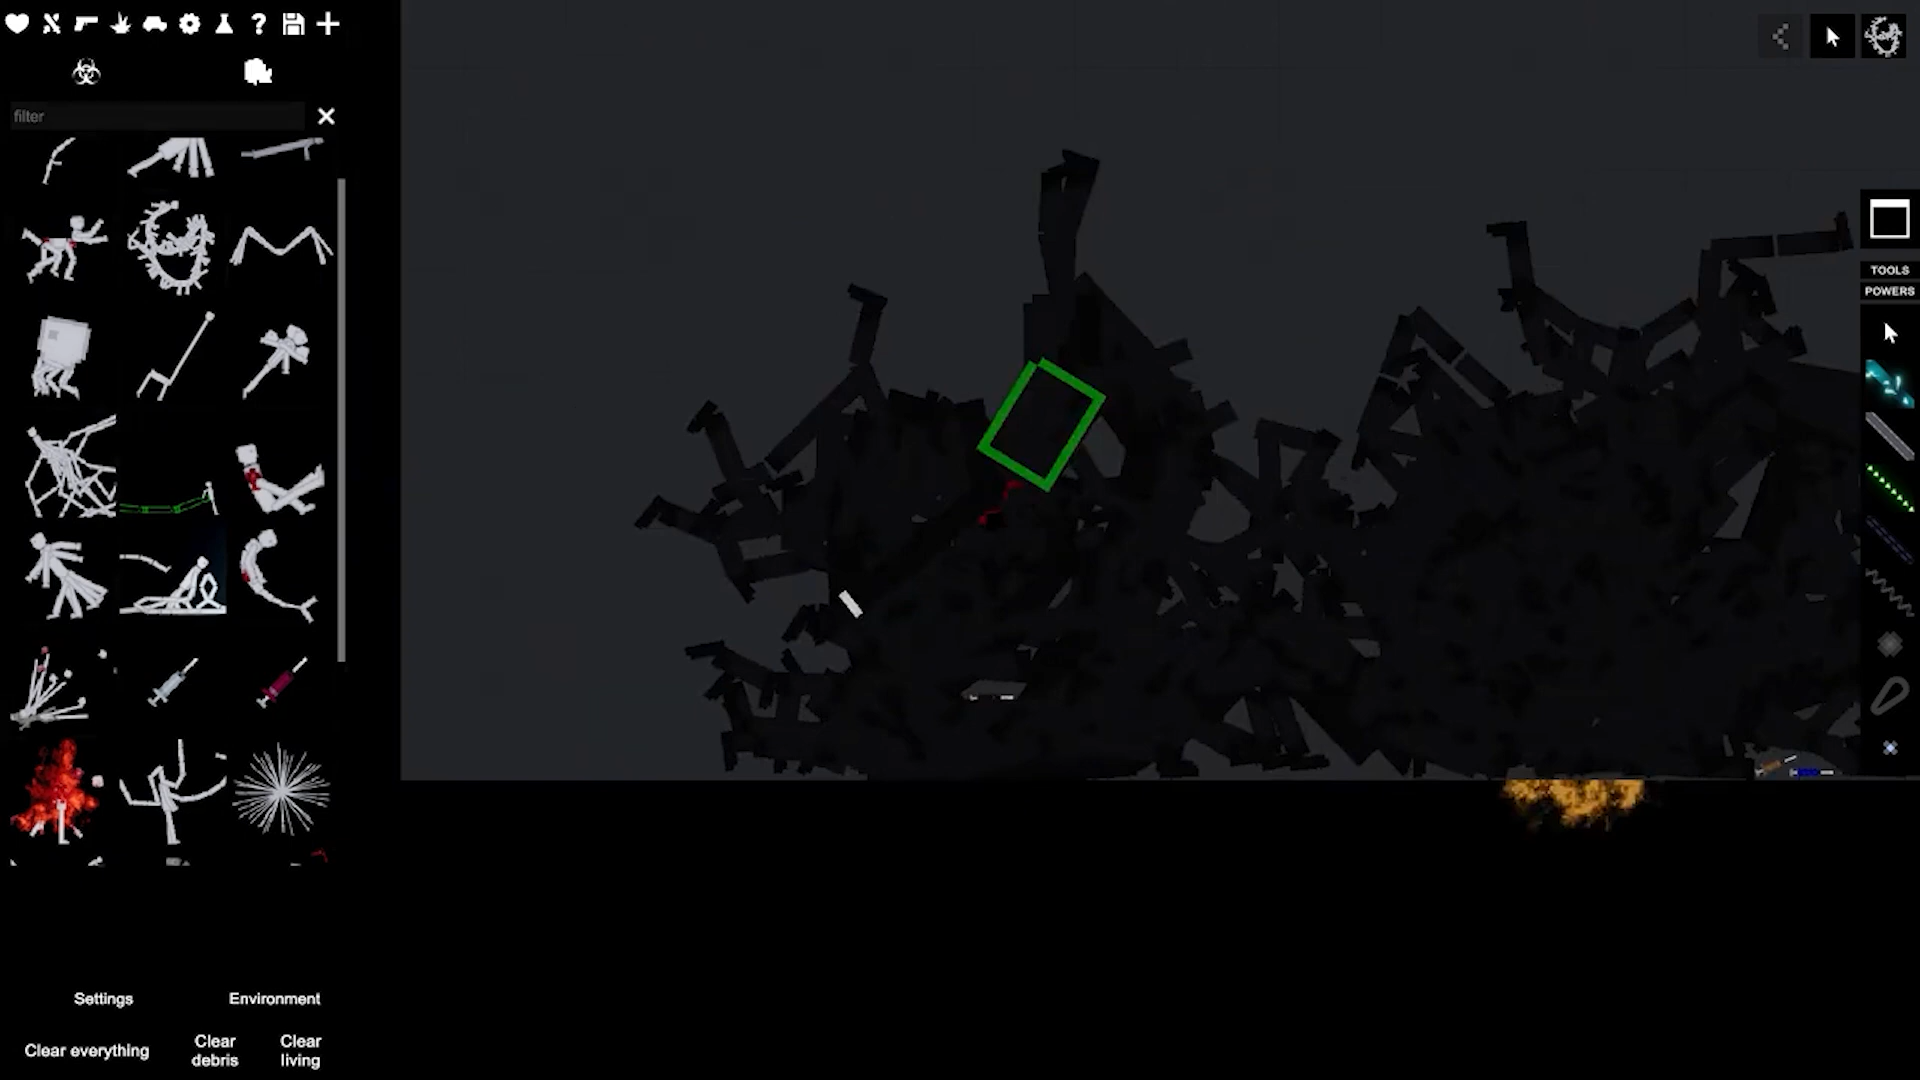 filter
TOOLS
POWERS
Settings
Environment
Clear everything
Clear
debris
Clear
living